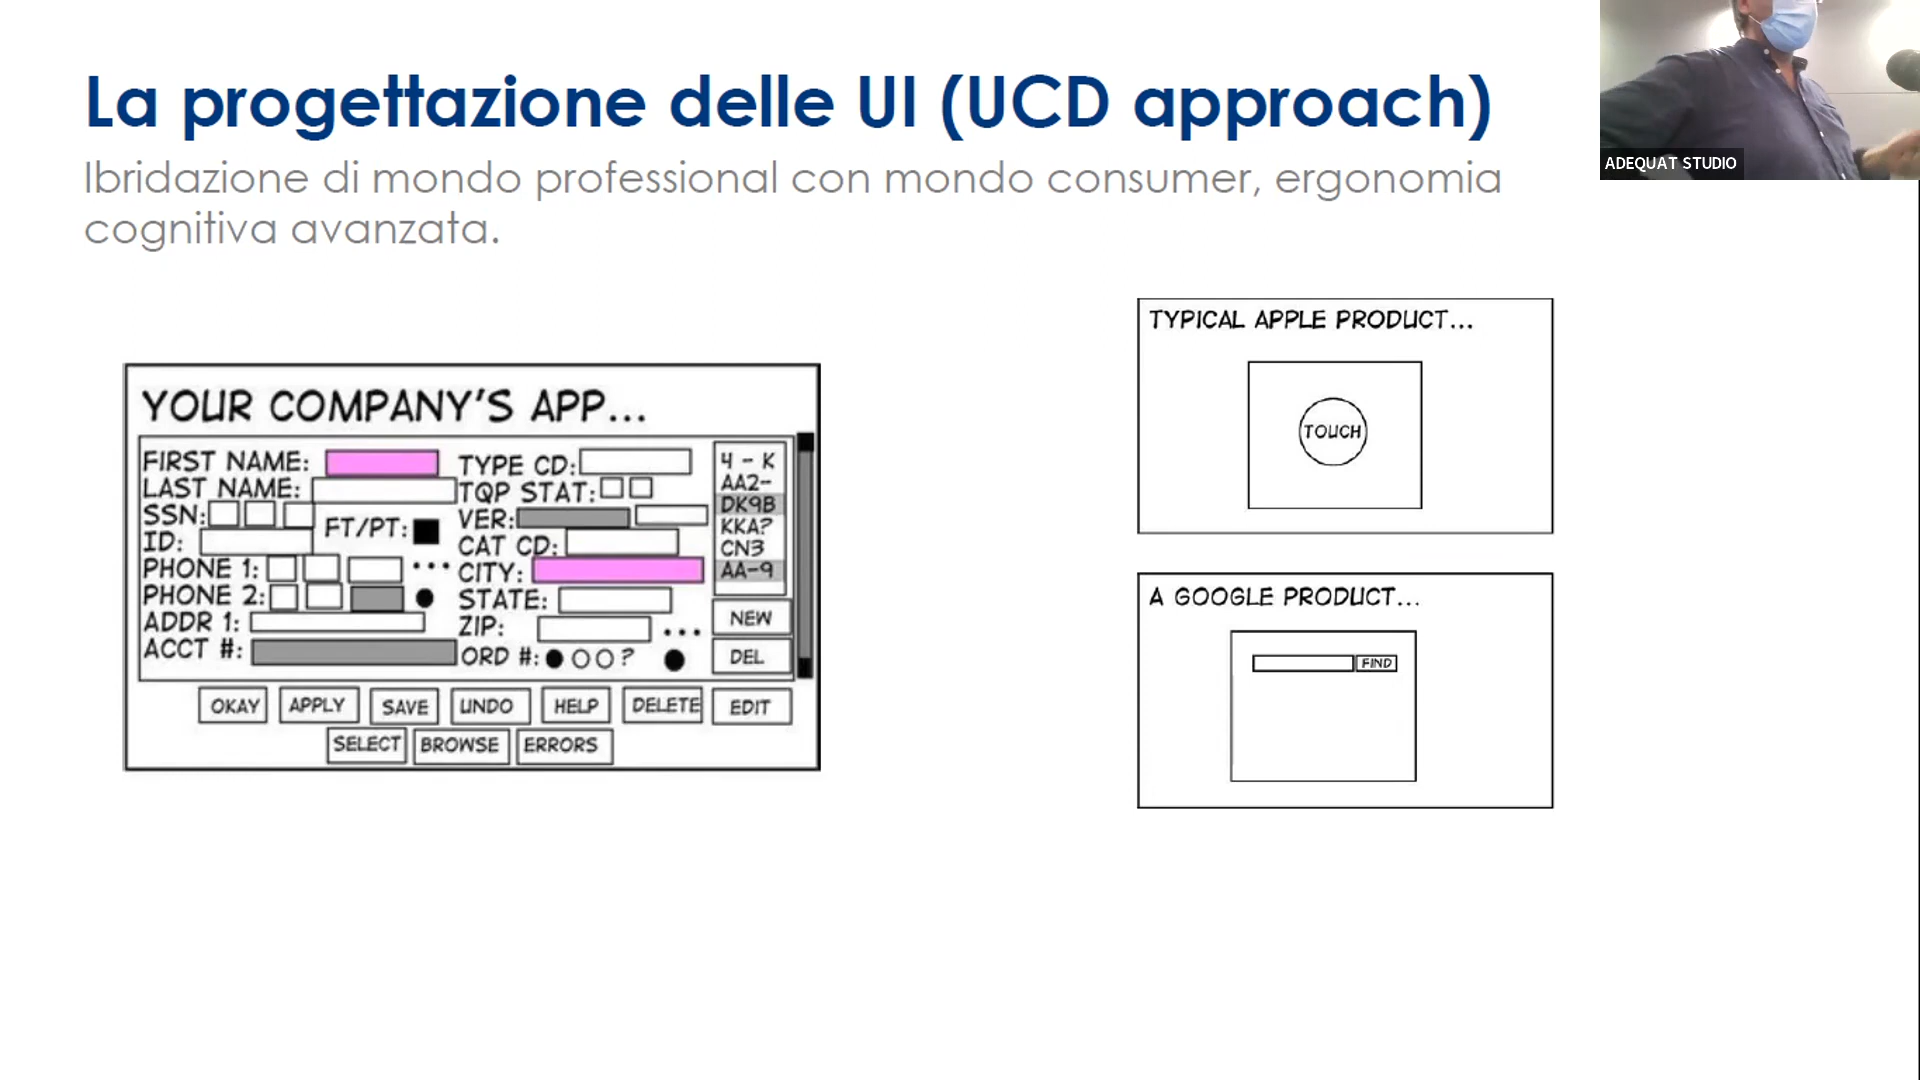 La progettazione delle UI (UCD approach)
Ibridazione di mondo professional con mondo consumer, ergonomia
cognitiva avanzata.
ADEQUAT STUDIO
YOUR COMPANY'S APP...
FIRST NAME:
LAST NAME:
SSN:
FT/PT:
ID:
PHONE 1:
PHONE 2:
ADDR 1:
ACCT #:
TYPE CD:
TQP STAT:
VER:
CAT CD:
CITY:
STATE:
ZIP:
ORD #: ?
4 - K
AA2-
DK9B
KKA?
CN3
AA-9
NEW
DEL
OKAY APPLY SAVE UNDO HELP DELETE EDIT
SELECT BROWSE ERRORS
TYPICAL APPLE PRODUCT...
TOUCH
A GOOGLE PRODUCT...
FIND